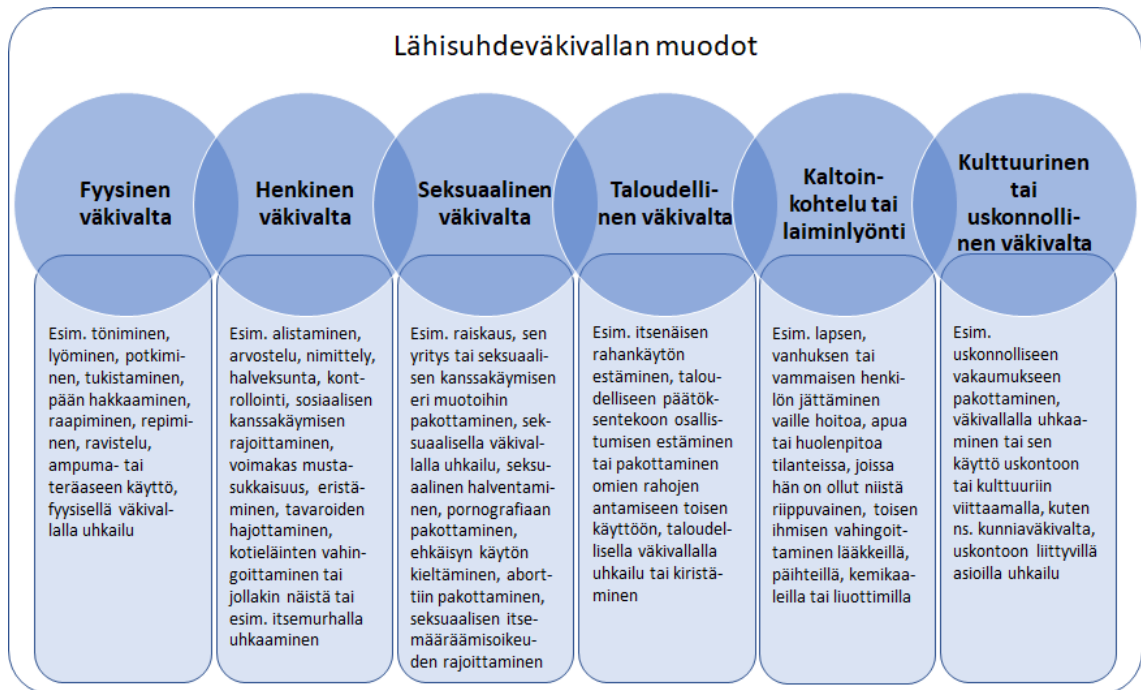 Lähisuhdeväkivallan muodot
Fyysinen
väkivalta
Henkinen
väkivalta
Seksuaalinen
väkivalta
Taloudelli-
nen väkivalta
Kaltoin-
kohtelu tai
laiminlyönti
Kulttuurinen
tai
uskonnolli-
nen väkivalta
Esim. töniminen,
lyöminen, potkimi-
nen, tukistaminen,
pään hakkaaminen,
raapiminen, repimi-
nen, ravistelu,
ampuma- tai
teräaseen käyttö,
fyysisellä väkival-
lalla uhkailu
Esim. alistaminen,
arvostelu, nimittely,
halveksunta, kont-
rollointi, sosiaalisen
kanssakäymisen
rajoittaminen,
voimakas musta-
sukkaisuus, eristä-
minen, tavaroiden
hajottaminen,
kotieläinten vahin-
goittaminen tai
jollakin näistä tai
esim. itsemurhalla
uhkaaminen
Esim. raiskaus, sen
yritys tai seksuaali-
sen kanssakäymisen
eri muotoihin
pakottaminen, sek-
suaalisella väkival-
lalla uhkailu, seksu-
aalinen halventami-
nen, pornografiaan
pakottaminen,
ehkäisyn käytön
kieltäminen, abort-
tiin pakottaminen,
seksuaalisen itse-
määräämisoikeu-
den rajoittaminen
Esim. itsenäisen
rahankäytön
estäminen, talou-
delliseen päätök-
sentekoon osallis-
tumisen estäminen
tai pakottaminen
omien rahojen
antamiseen toisen
käyttöön, taloudel-
lisella väkivallalla
uhkailu tai kiristä-
minen
Esim. lapsen,
vanhuksen tai
vammaisen henki-
lön jättäminen
vaille hoitoa, apua
tai huolenpitoa
tilanteissa, joissa
hän on ollut niistä
riippuvainen, toisen
ihmisen vahingoit-
taminen lääkkeillä,
päihteillä, kemikaa-
leilla tai liuottimilla
Esim.
uskonnolliseen
vakaumukseen
pakottaminen,
väkivallalla uhkaa-
minen tai sen
käyttö uskontoon
tai kulttuuriin
viittaamalla, kuten
ns. kunniaväkivalta,
uskontoon liittyvillä
asioilla uhkailu